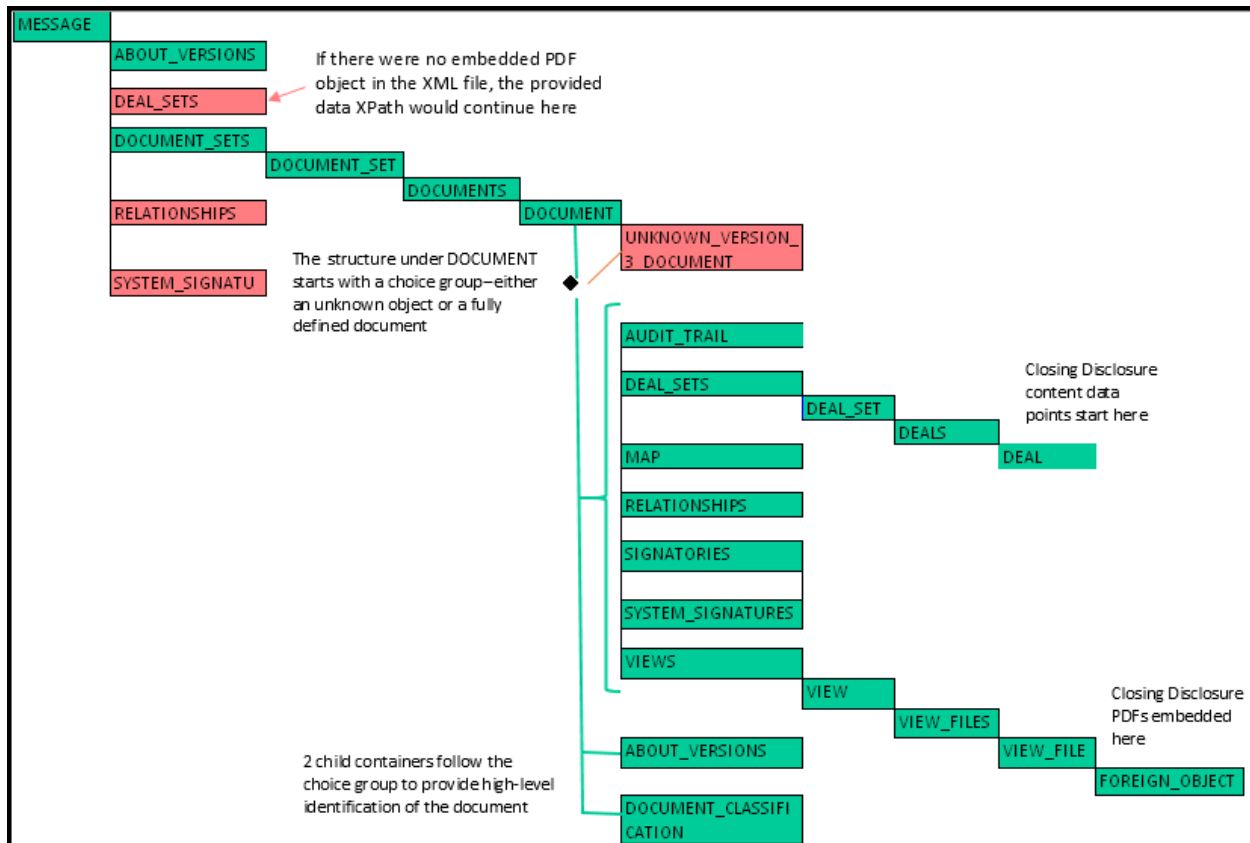 MESSAGE
ABOUT_VERSIONS
If there were no embedded PDF
object in the XML file, the provided
data XPath would continue here
DEAL_SETS
DOCUMENT_SETS
DOCUMENT_SET
DOCUMENTS
DOCUMENT
RELATIONSHIPS
UNKNOWN_VERSION_
3_DOCUMENT
SYSTEM_SIGNATU
The structure under DOCUMENT
starts with a choice group–either
an unknown object or a fully
defined document
AUDIT_TRAIL
DEAL_SETS
DEAL_SET
DEALS
DEAL
Closing Disclosure
content data
points start here
MAP
RELATIONSHIPS
SIGNATORIES
SYSTEM_SIGNATURES
VIEWS
VIEW
VIEW_FILES
VIEW_FILE
FOREIGN_OBJECT
Closing Disclosure
PDFs embedded
here
ABOUT_VERSIONS
2 child containers follow the
choice group to provide high-level
identification of the document
DOCUMENT_CLASSIFI
CATION